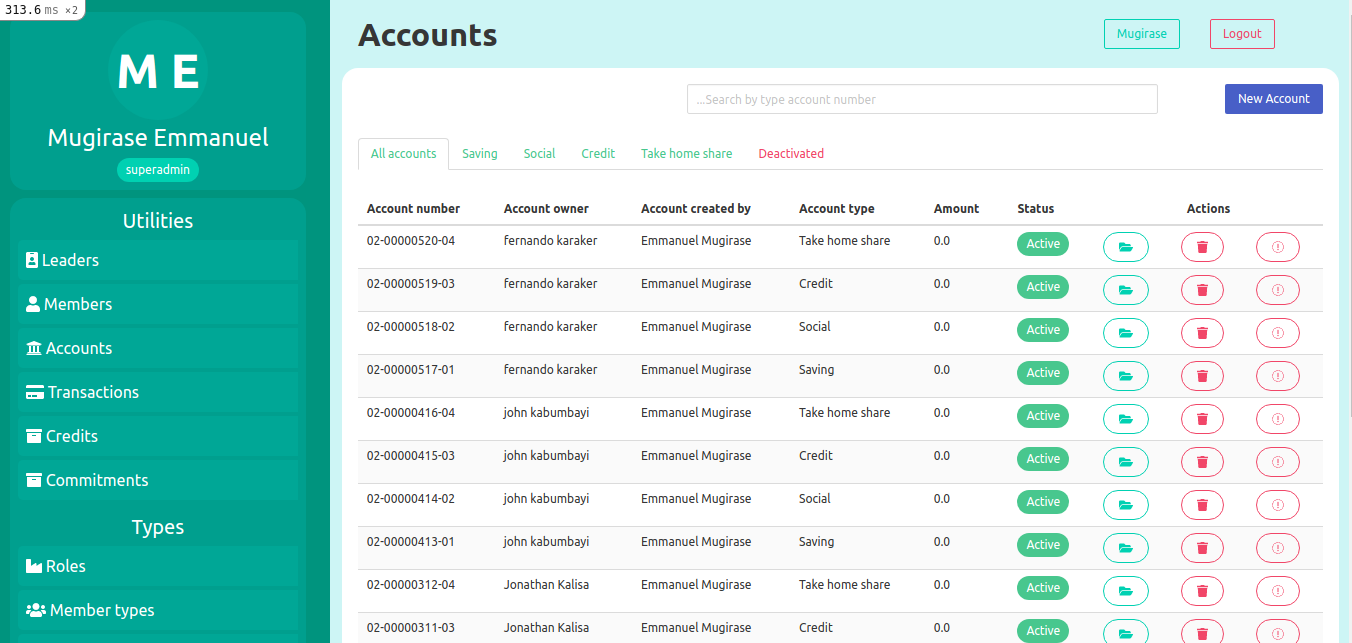 313.6 ms ×2
M E
Mugirase Emmanuel
superadmin
Utilities
Leaders
Members
Accounts
Transactions
Credits
Commitments
Types
Roles
Member types
Accounts
Mugirase
Logout
...Search by type account number
New Account
All accounts Saving Social Credit Take home share Deactivated
Account number Account owner Account created by Account type Amount Status Actions
02-00000520-04 fernando karaker Emmanuel Mugirase Take home share 0.0 Active
02-00000519-03 fernando karaker Emmanuel Mugirase Credit 0.0 Active
02-00000518-02 fernando karaker Emmanuel Mugirase Social 0.0 Active
02-00000517-01 fernando karaker Emmanuel Mugirase Saving 0.0 Active
02-00000416-04 john kabumbayi Emmanuel Mugirase Take home share 0.0 Active
02-00000415-03 john kabumbayi Emmanuel Mugirase Credit 0.0 Active
02-00000414-02 john kabumbayi Emmanuel Mugirase Social 0.0 Active
02-00000413-01 john kabumbayi Emmanuel Mugirase Saving 0.0 Active
02-00000312-04 Jonathan Kalisa Emmanuel Mugirase Take home share 0.0 Active
02-00000311-03 Jonathan Kalisa Emmanuel Mugirase Credit 0.0 Active